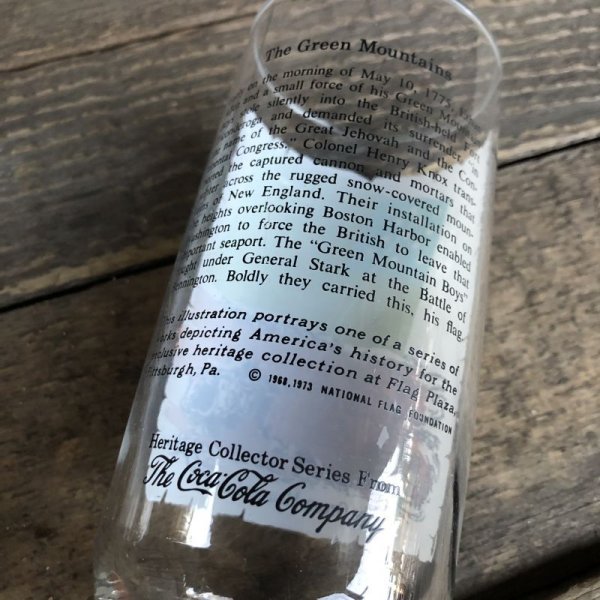 The Green Mountains
on the morning of May 10, 1775,
and a small force of his Green
silently into the British-held Fort
and demanded its surrender "in
name of the Great Jehovah and the Con-
Congress." Colonel Henry Knox trans-
the captured cannon and mortars that
across the rugged snow-covered moun-
of New England. Their installation on
heights overlooking Boston Harbor enabled
to force the British to leave that
seaport. The "Green Mountain Boys"
under General Stark at the Battle of
Boldly they carried this, his flag.
illustration portrays one of a series of
depicting America's history for the
heritage collection at Flag Plaza,
Pa. © 1968, 1973 NATIONAL FLAG FOUNDATION
Heritage Collector Series From
The Coca-Cola Company